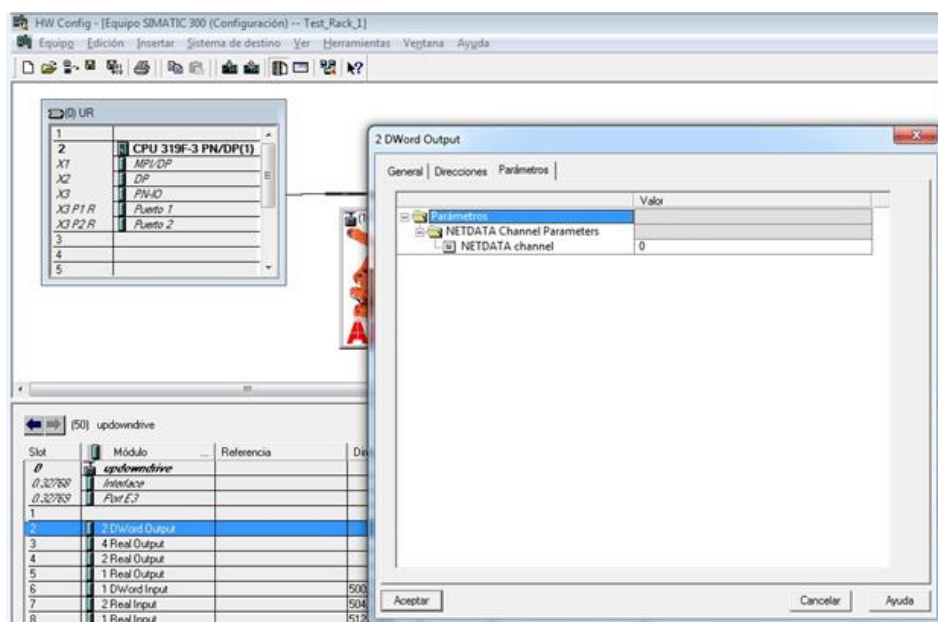 HW Config - [Equipo SIMATIC 300 (Configuración) -- Test_Rack_1]
Equipo Edición Insertar Sistema de destino Ver Herramientas Ventana Ayuda
(0) UR
1
2 CPU 319F-3 PN/DP(1)
X1 MPI/DP
X2 DP
X3 PN-IO
X3 P1 R Puerto 1
X3 P2 R Puerto 2
3
4
5
2 DWord Output
General Direcciones Parámetros
Valor
Parámetros
NETDATA Channel Parameters
NETDATA channel 0
(50) updowndrive
Slot Módulo ... Referencia
0 updowndrive
0.32768 Interface
0.32769 Port E3
1
2 2 DWord Output
3 4 Real Output
4 2 Real Output
5 1 Real Output
6 1 DWord Input 500
7 2 Real Input 504
8 1 Real Input 512
Aceptar Cancelar Ayuda